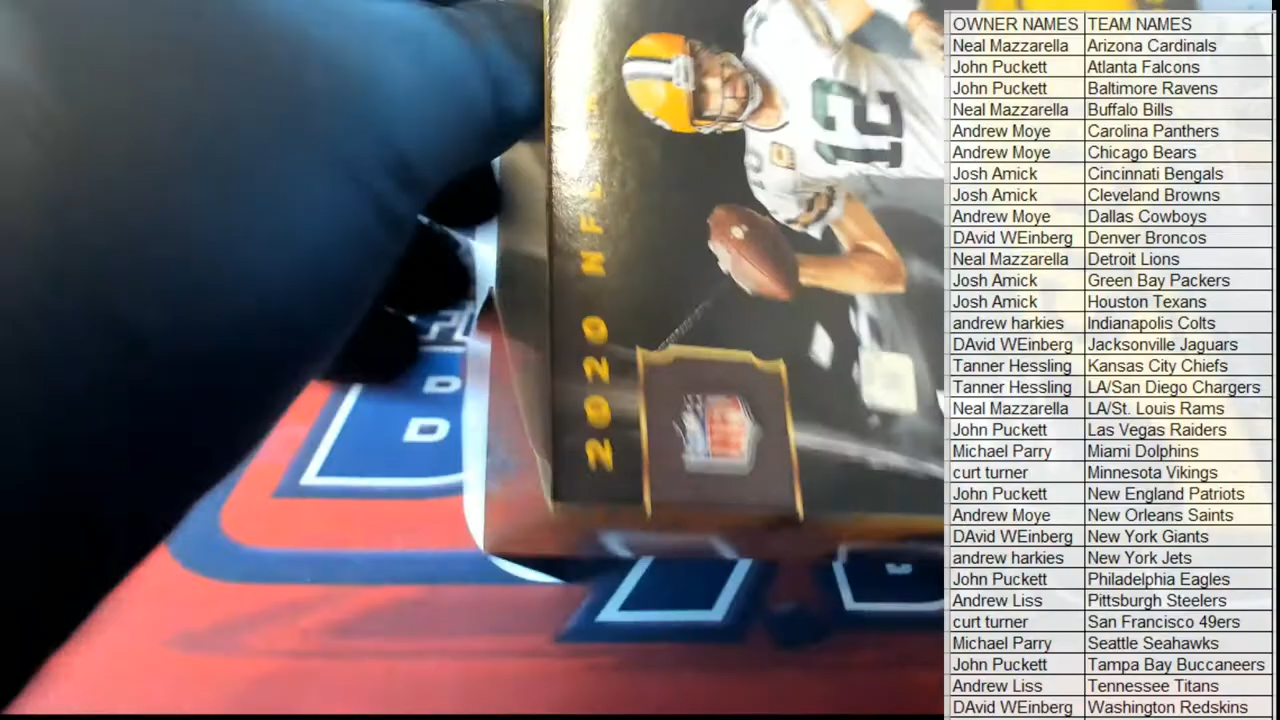 OWNER NAMES TEAM NAMES
Neal Mazzarella Arizona Cardinals
John Puckett Atlanta Falcons
John Puckett Baltimore Ravens
Neal Mazzarella Buffalo Bills
Andrew Moye Carolina Panthers
Andrew Moye Chicago Bears
Josh Amick Cincinnati Bengals
Josh Amick Cleveland Browns
Andrew Moye Dallas Cowboys
DAvid WEinberg Denver Broncos
Neal Mazzarella Detroit Lions
Josh Amick Green Bay Packers
Josh Amick Houston Texans
andrew harkies Indianapolis Colts
DAvid WEinberg Jacksonville Jaguars
Tanner Hessling Kansas City Chiefs
Tanner Hessling LA/San Diego Chargers
Neal Mazzarella LA/St. Louis Rams
John Puckett Las Vegas Raiders
Michael Parry Miami Dolphins
curt turner Minnesota Vikings
John Puckett New England Patriots
Andrew Moye New Orleans Saints
DAvid WEinberg New York Giants
andrew harkies New York Jets
John Puckett Philadelphia Eagles
Andrew Liss Pittsburgh Steelers
curt turner San Francisco 49ers
Michael Parry Seattle Seahawks
John Puckett Tampa Bay Buccaneers
Andrew Liss Tennessee Titans
DAvid WEinberg Washington Redskins
2020 NFL
12
NFL